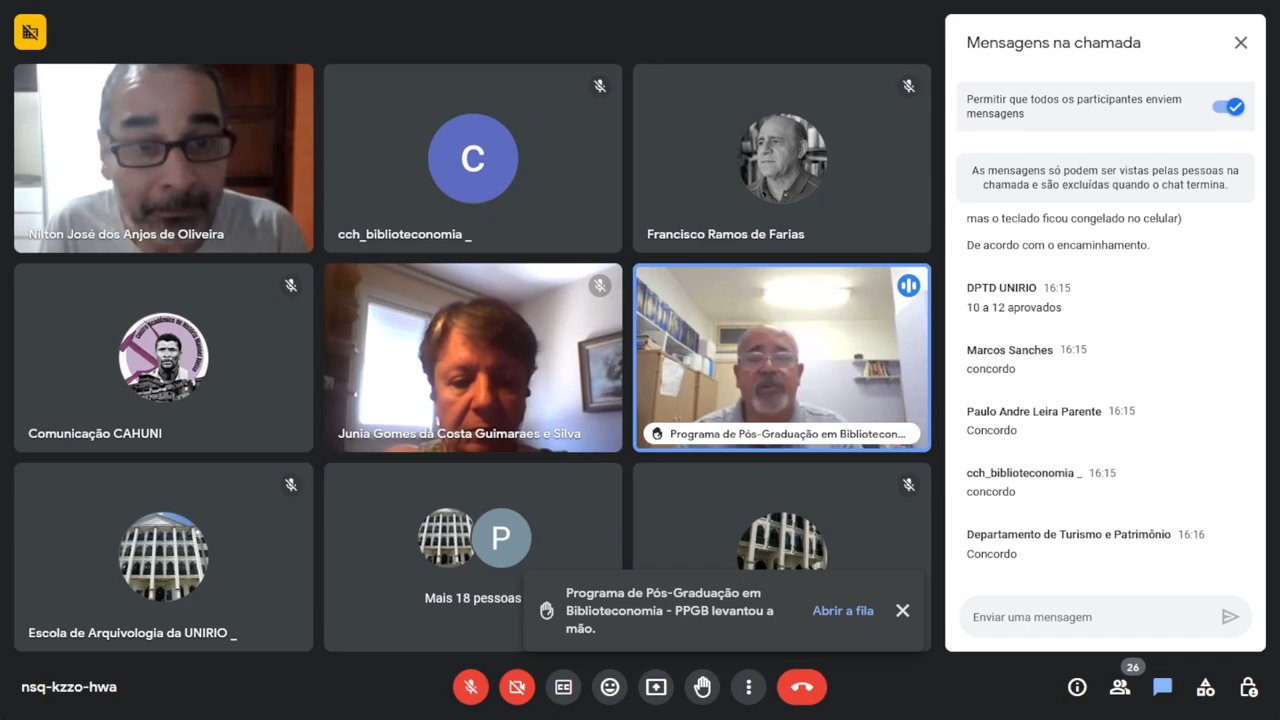 Nilton José dos Anjos de Oliveira
C
cch_biblioteconomia _
Francisco Ramos de Farias
Comunicação CAHUNI
Junia Gomes da Costa Guimaraes e Silva
Programa de Pós-Graduação em Bibliotecon...
Escola de Arquivologia da UNIRIO _
P
Mais 18 pessoas
Programa de Pós-Graduação em
Biblioteconomia - PPGB levantou a
mão.
Abrir a fila
nsq-kzzo-hwa
26
Mensagens na chamada
Permitir que todos os participantes enviem
mensagens
As mensagens só podem ser vistas pelas pessoas na
chamada e são excluídas quando o chat termina.
mas o teclado ficou congelado no celular)
De acordo com o encaminhamento.
DPTD UNIRIO 16:15
10 a 12 aprovados
Marcos Sanches 16:15
concordo
Paulo Andre Leira Parente 16:15
Concordo
cch_biblioteconomia _ 16:15
concordo
Departamento de Turismo e Patrimônio 16:16
Concordo
Enviar uma mensagem